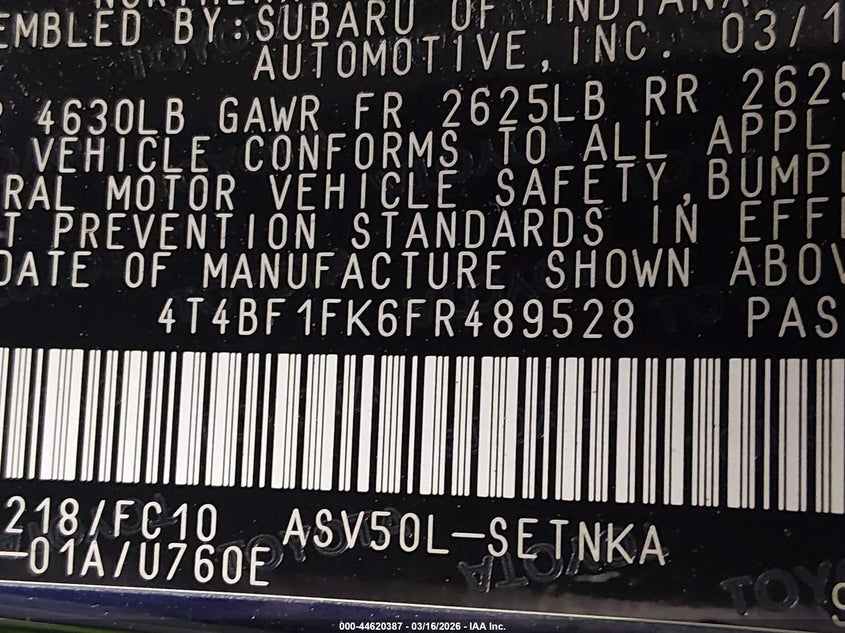 EMBLED BY:SUBARU OF INDIANA
AUTOMOTIVE,INC. 03/1
4630LB GAWR FR 2625LB RR 262
VEHICLE CONFORMS TO ALL APPL
RAL MOTOR VEHICLE SAFETY,BUMP
T PREVENTION STANDARDS IN EFF
DATE OF MANUFACTURE SHOWN ABOV
4T4BF1FK6FR489528 PAS
218/FC10 ASV50L-SETNKA
-01A/U760E
TOYOTA
000-44620387 - 03/16/2026 - IAA Inc.